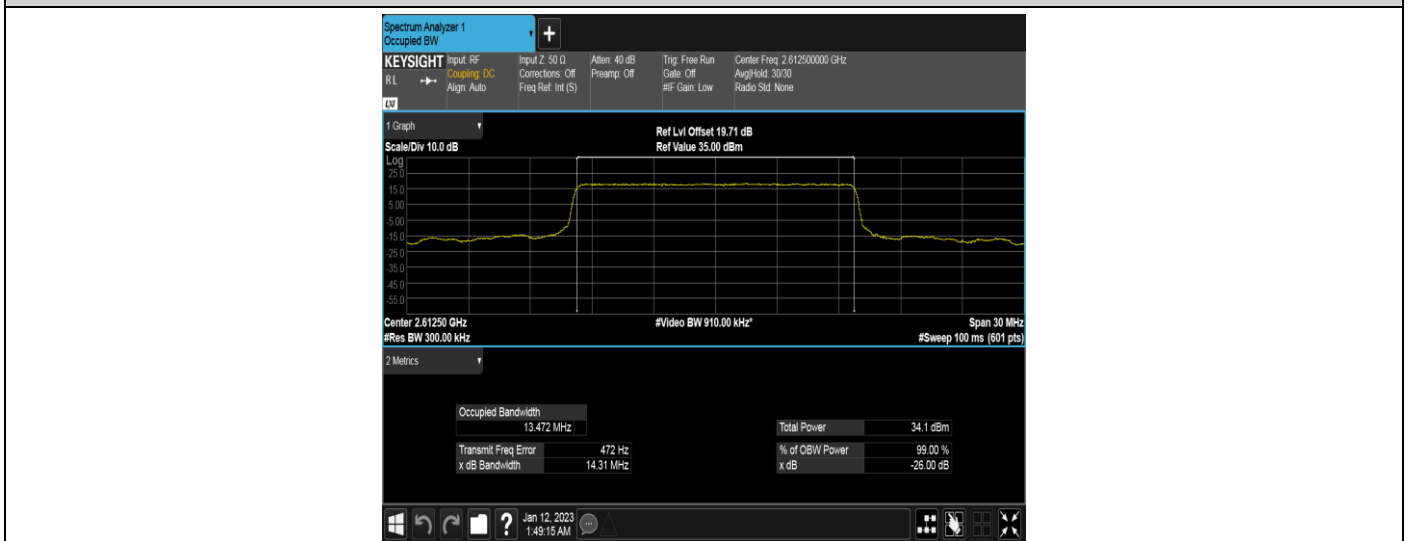 Spectrum Analyzer 1
Occupied BW
+
KEYSIGHT Input: RF Input Z: 50 Ω Atten: 40 dB Trig: Free Run Center Freq: 2.612500000 GHz
RL Coupling: DC Corrections: Off Preamp: Off Gate: Off Avg|Hold: 30/30
Align: Auto Freq Ref: Int (S) #IF Gain: Low Radio Std: None
LXI
1 Graph Ref Lvl Offset 19.71 dB
Scale/Div 10.0 dB Ref Value 35.00 dBm
Log
25.0
15.0
5.00
-5.00
-15.0
-25.0
-35.0
-45.0
-55.0
Center 2.61250 GHz #Video BW 910.00 kHz* Span 30 MHz
#Res BW 300.00 kHz #Sweep 100 ms (601 pts)
2 Metrics
Occupied Bandwidth
13.472 MHz Total Power 34.1 dBm
Transmit Freq Error 472 Hz % of OBW Power 99.00 %
x dB Bandwidth 14.31 MHz x dB -26.00 dB
? Jan 12, 2023
1:49:15 AM